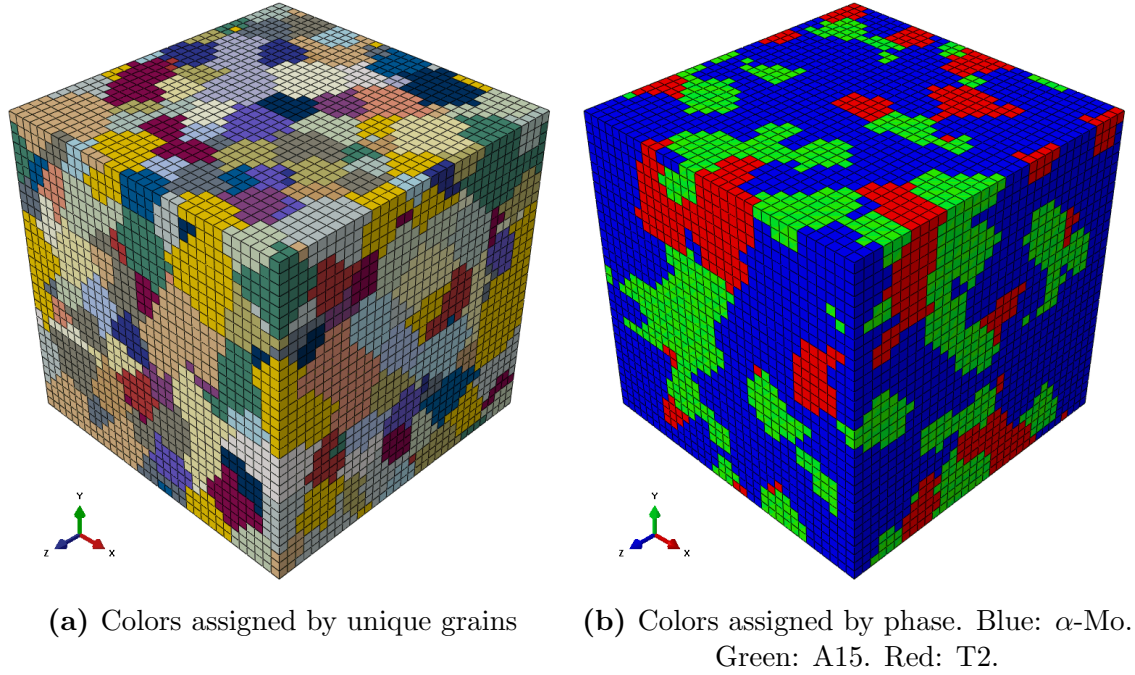 Y
Z
X
Y
Z
X
(a) Colors assigned by unique grains
(b) Colors assigned by phase. Blue: α-Mo.
Green: A15. Red: T2.